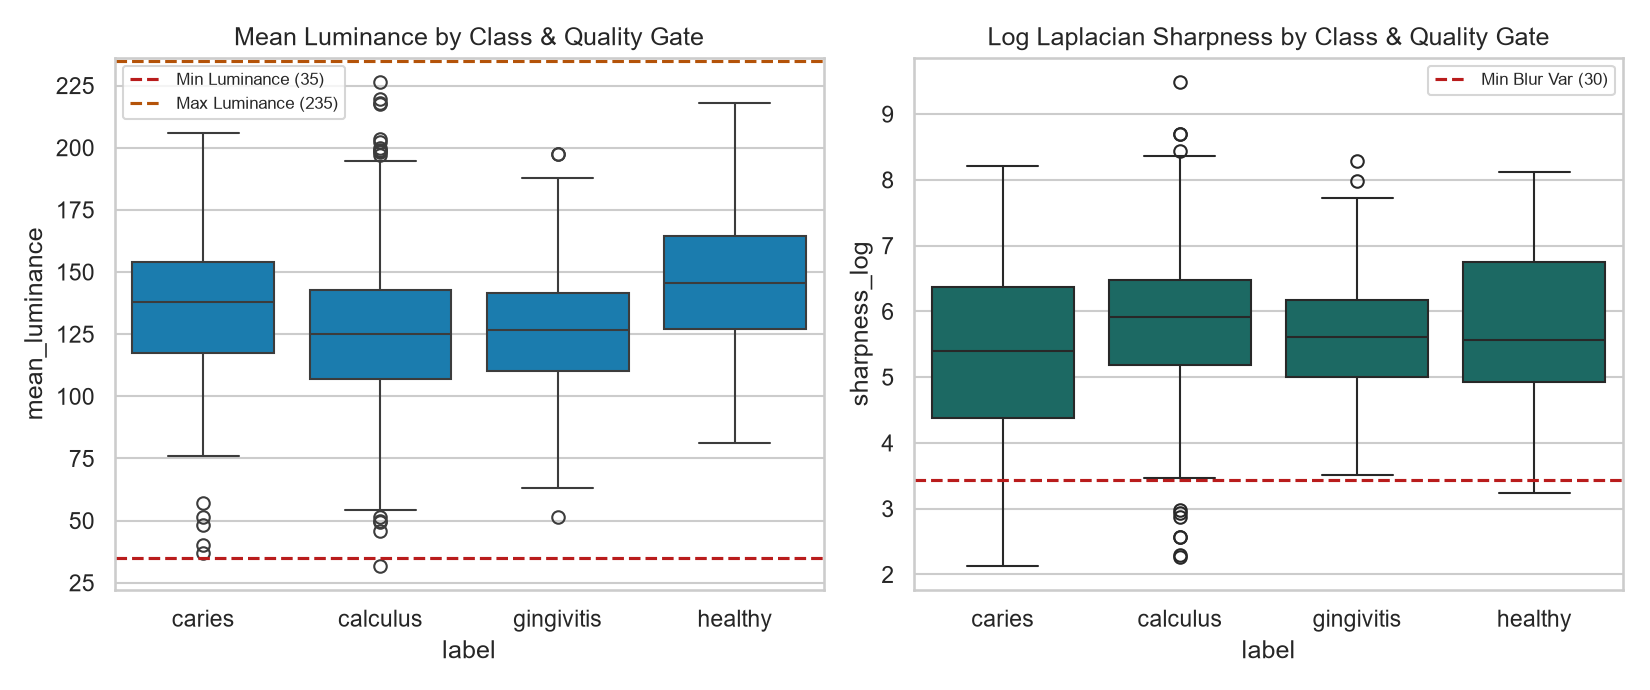 Mean Luminance by Class & Quality Gate
Min Luminance (35)
Max Luminance (235)
mean_luminance
225
200
175
150
125
100
75
50
25
caries
calculus
gingivitis
healthy
label
Log Laplacian Sharpness by Class & Quality Gate
Min Blur Var (30)
sharpness_log
9
8
7
6
5
4
3
2
caries
calculus
gingivitis
healthy
label